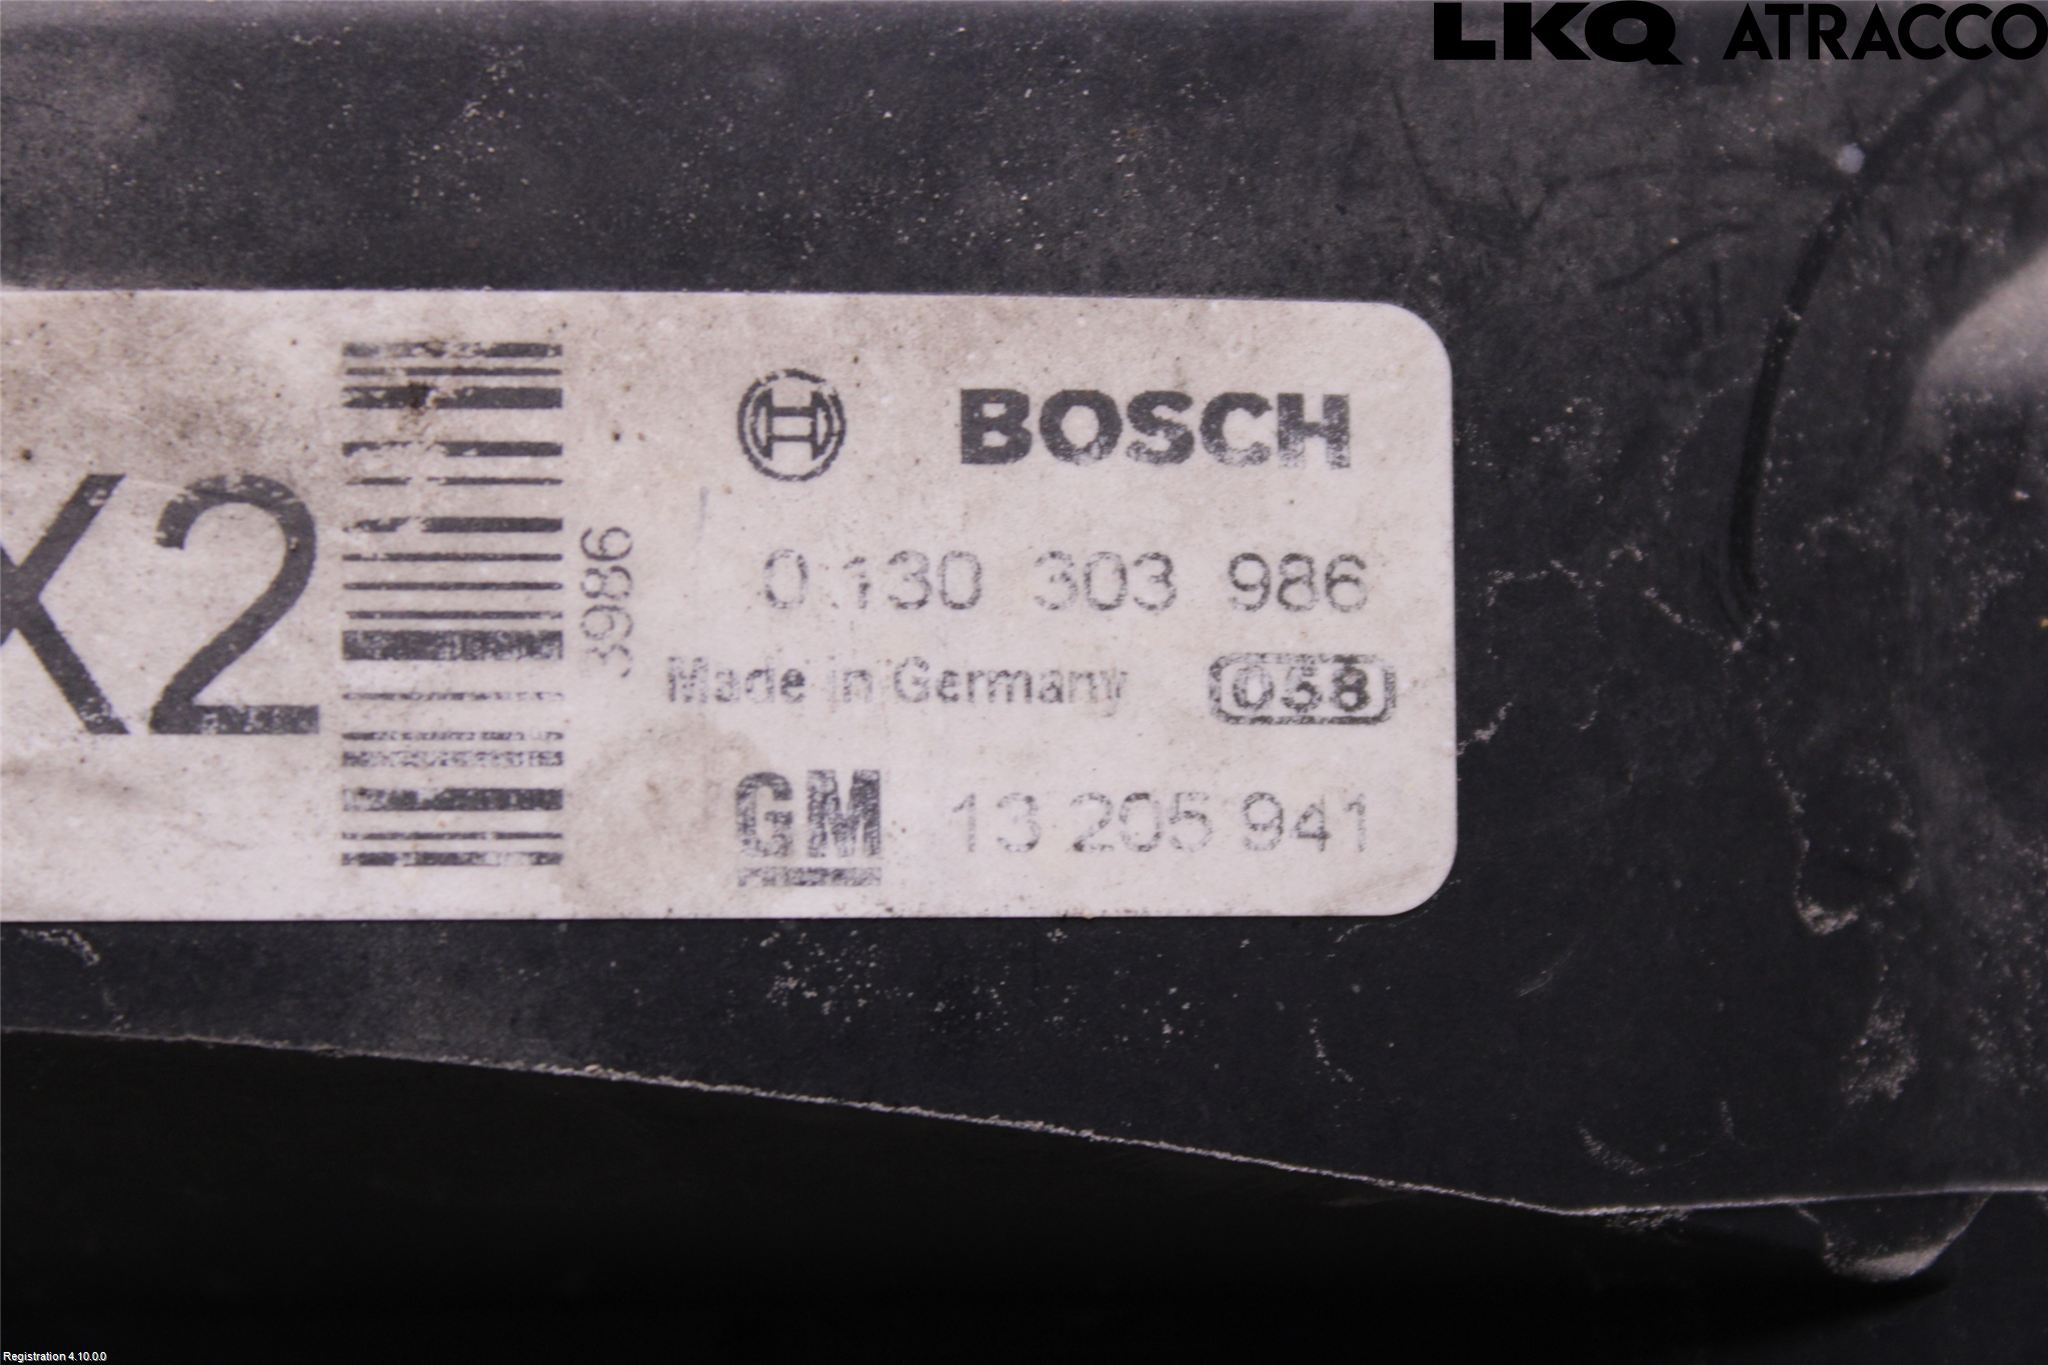 LKQ ATRACCO
X2
3986
BOSCH
0 130 303 986
Made in Germany 058
GM 13 205 941
Registration 4.10.0.0